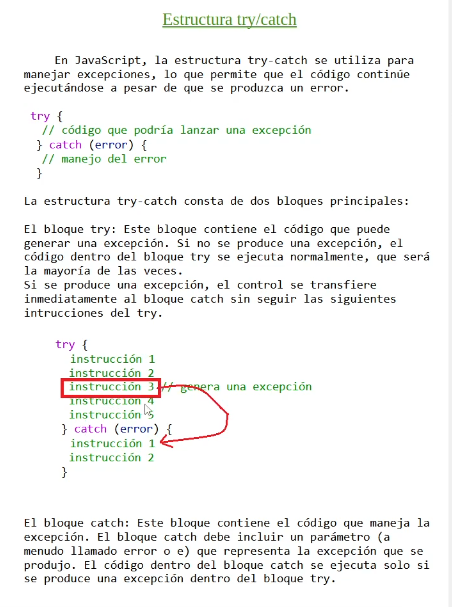 Estructura try/catch
En JavaScript, la estructura try-catch se utiliza para
manejar excepciones, lo que permite que el código continúe
ejecutándose a pesar de que se produzca un error.
try {
// código que podría lanzar una excepción
} catch (error) {
// manejo del error
}
La estructura try-catch consta de dos bloques principales:
El bloque try: Este bloque contiene el código que puede
generar una excepción. Si no se produce una excepción, el
código dentro del bloque try se ejecuta normalmente, que será
la mayoría de las veces.
Si se produce una excepción, el control se transfiere
inmediatamente al bloque catch sin seguir las siguientes
intrucciones del try.
try {
instrucción 1
instrucción 2
instrucción 3 // genera una excepción
instrucción 4
instrucción 5
} catch (error) {
instrucción 1
instrucción 2
}
El bloque catch: Este bloque contiene el código que maneja la
excepción. El bloque catch debe incluir un parámetro (a
menudo llamado error o e) que representa la excepción que se
produjo. El código dentro del bloque catch se ejecuta solo si
se produce una excepción dentro del bloque try.